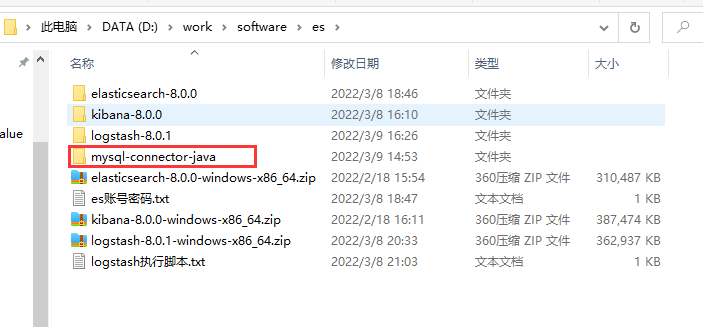 此电脑 > DATA (D:) > work > software > es >
名称 修改日期 类型 大小
elasticsearch-8.0.0 2022/3/8 18:46 文件夹
kibana-8.0.0 2022/3/8 16:10 文件夹
alue
logstash-8.0.1 2022/3/9 16:26 文件夹
mysql-connector-java 2022/3/9 14:53 文件夹
elasticsearch-8.0.0-windows-x86_64.zip 2022/2/18 15:54 360压缩 ZIP 文件 310,487 KB
es账号密码.txt 2022/3/8 18:47 文本文档 1 KB
kibana-8.0.0-windows-x86_64.zip 2022/2/18 16:11 360压缩 ZIP 文件 387,474 KB
logstash-8.0.1-windows-x86_64.zip 2022/3/8 20:33 360压缩 ZIP 文件 362,937 KB
logstash执行脚本.txt 2022/3/8 21:03 文本文档 1 KB